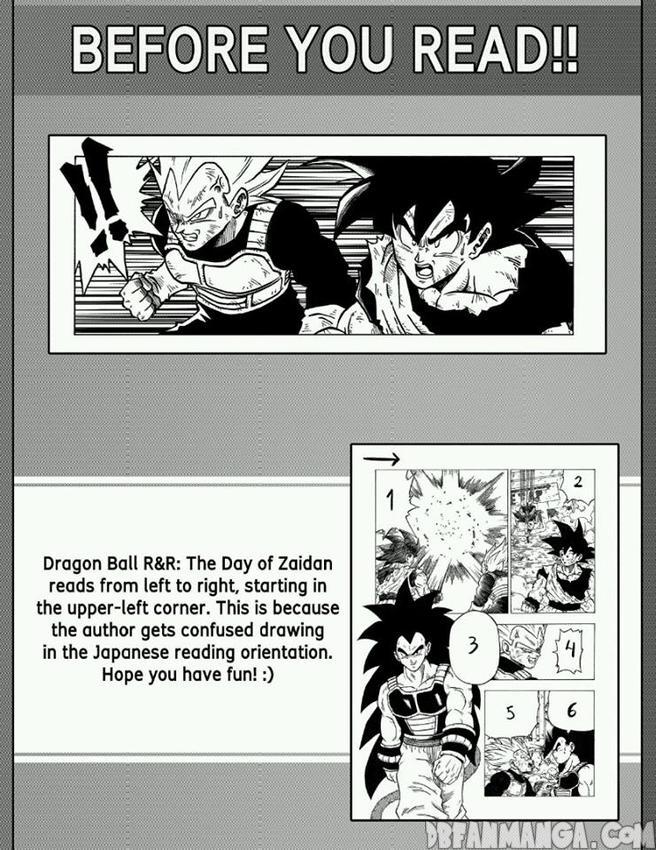 BEFORE YOU READ!!
!!
1
2
Dragon Ball R&R: The Day of Zaidan
reads from left to right, starting in
the upper-left corner. This is because
the author gets confused drawing
in the Japanese reading orientation.
Hope you have fun! :)
3
4
5
6
DBFANMANGA.COM